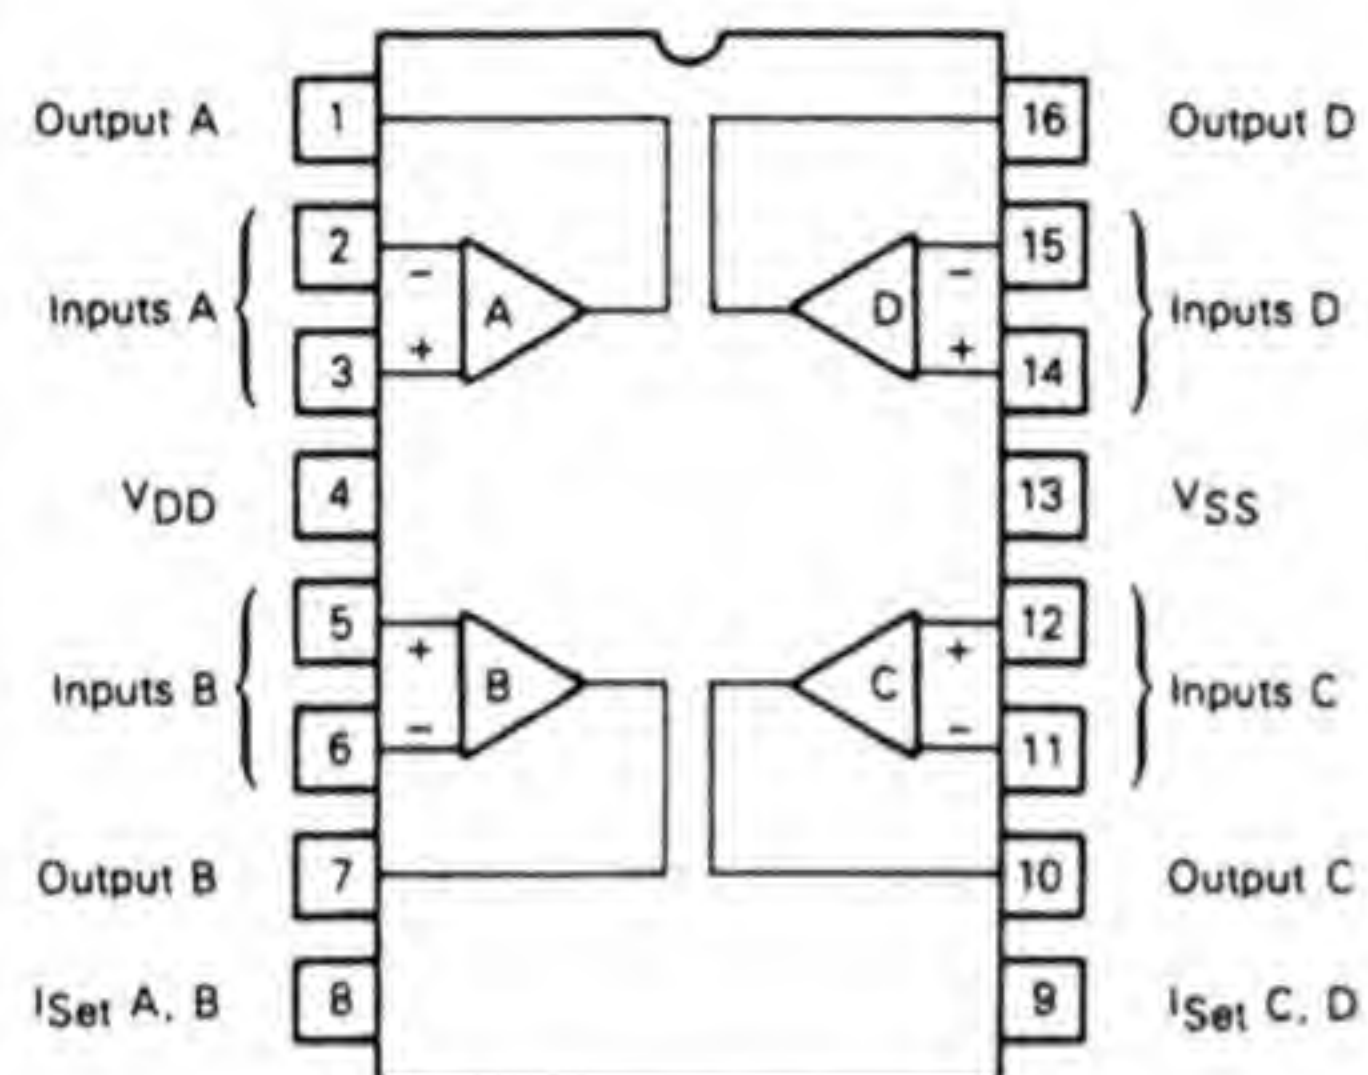 Output A 1 16 Output D
2 15
Inputs A - A D - Inputs D
+ +
3 14
VDD 4 13 VSS
5 12
+ +
Inputs B B C Inputs C
- -
6 11
Output B 7 10 Output C
ISet A, B 8 9 ISet C, D